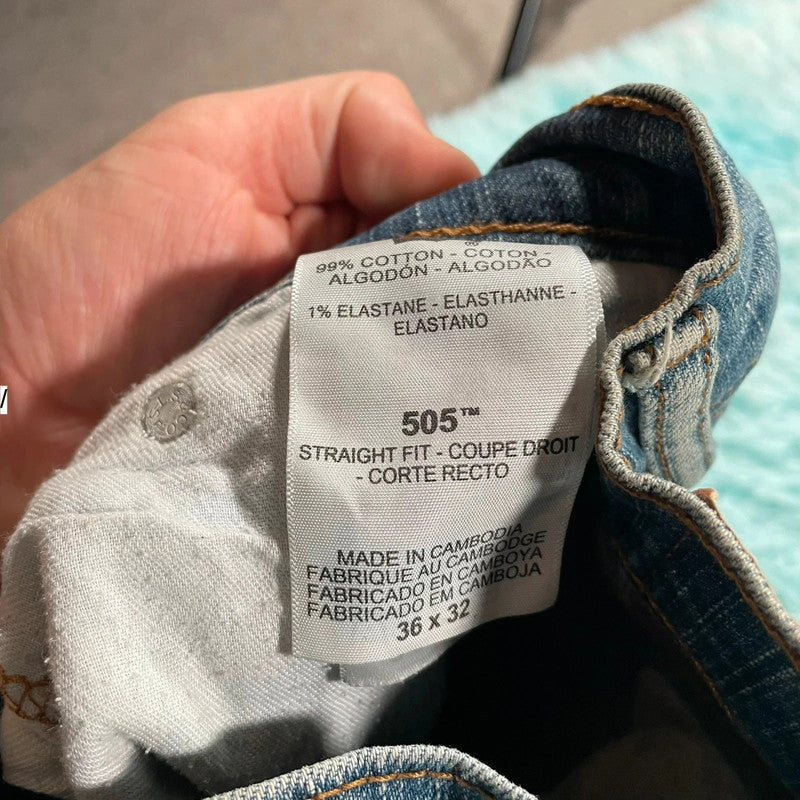 ®
99% COTTON - COTON
ALGODÓN - ALGODÃO
1% ELASTANE - ELASTHANNE -
ELASTANO
505™
STRAIGHT FIT - COUPE DROIT
- CORTE RECTO
MADE IN CAMBODIA
FABRIQUE AU CAMBODGE
FABRICADO EN CAMBOYA
FABRICADO EM CAMBOJA
36 x 32
/